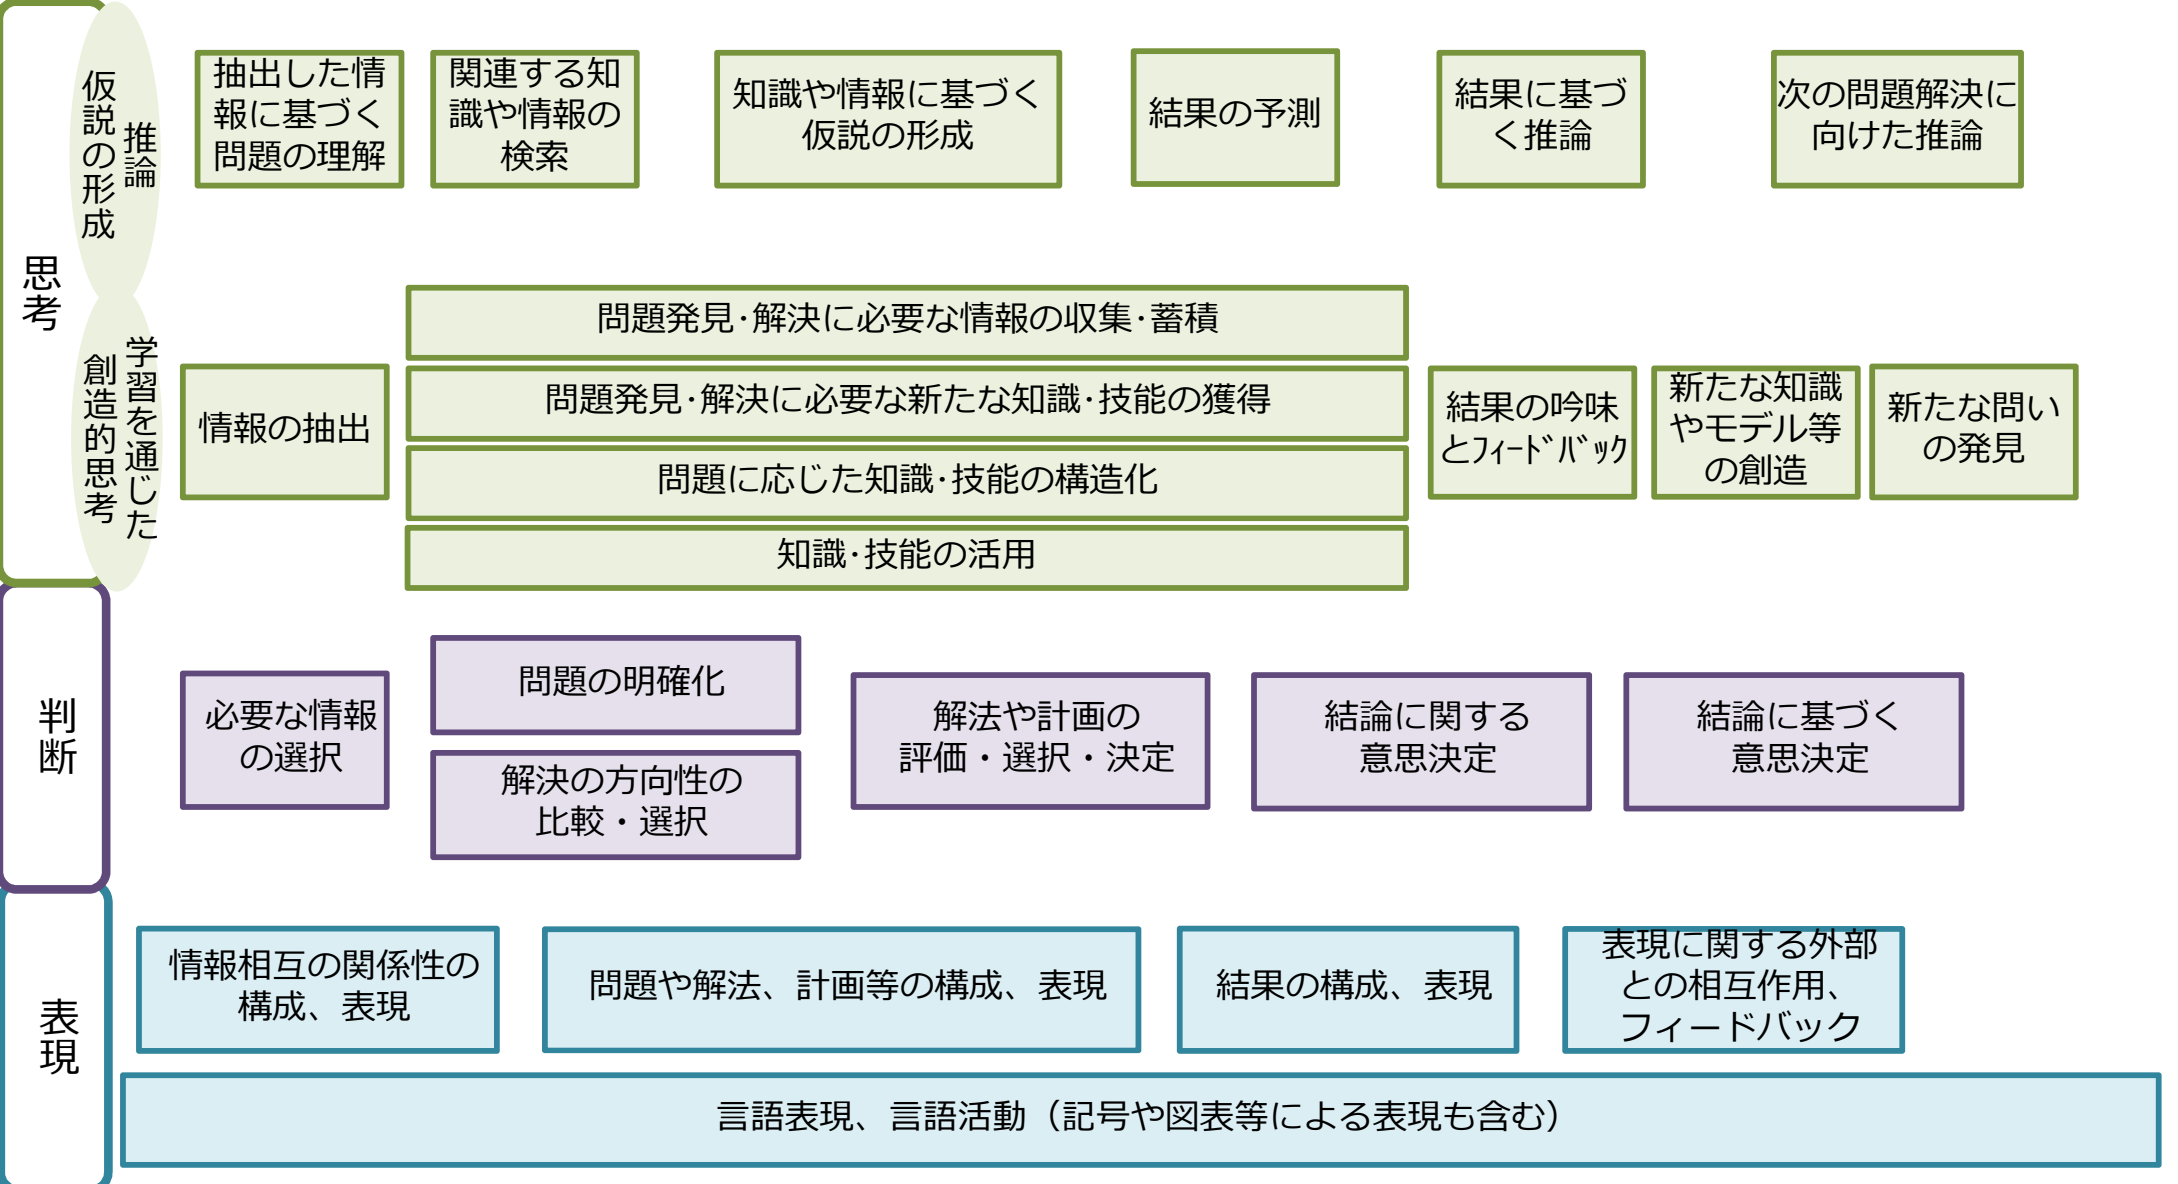 思考
仮説の形成
推論
抽出した情
報に基づく
問題の理解
関連する知
識や情報の
検索
知識や情報に基づく
仮説の形成
結果の予測
結果に基づ
く推論
次の問題解決に
向けた推論
学習を通じた
創造的思考
情報の抽出
問題発見･解決に必要な情報の収集･蓄積
問題発見･解決に必要な新たな知識･技能の獲得
問題に応じた知識･技能の構造化
知識･技能の活用
結果の吟味
とﾌｨｰﾄﾞﾊﾞｯｸ
新たな知識
やモデル等
の創造
新たな問い
の発見
判断
必要な情報
の選択
問題の明確化
解決の方向性の
比較・選択
解法や計画の
評価・選択・決定
結論に関する
意思決定
結論に基づく
意思決定
表現
情報相互の関係性の
構成、表現
問題や解法、計画等の構成、表現
結果の構成、表現
表現に関する外部
との相互作用、
フィードバック
言語表現、言語活動（記号や図表等による表現も含む）